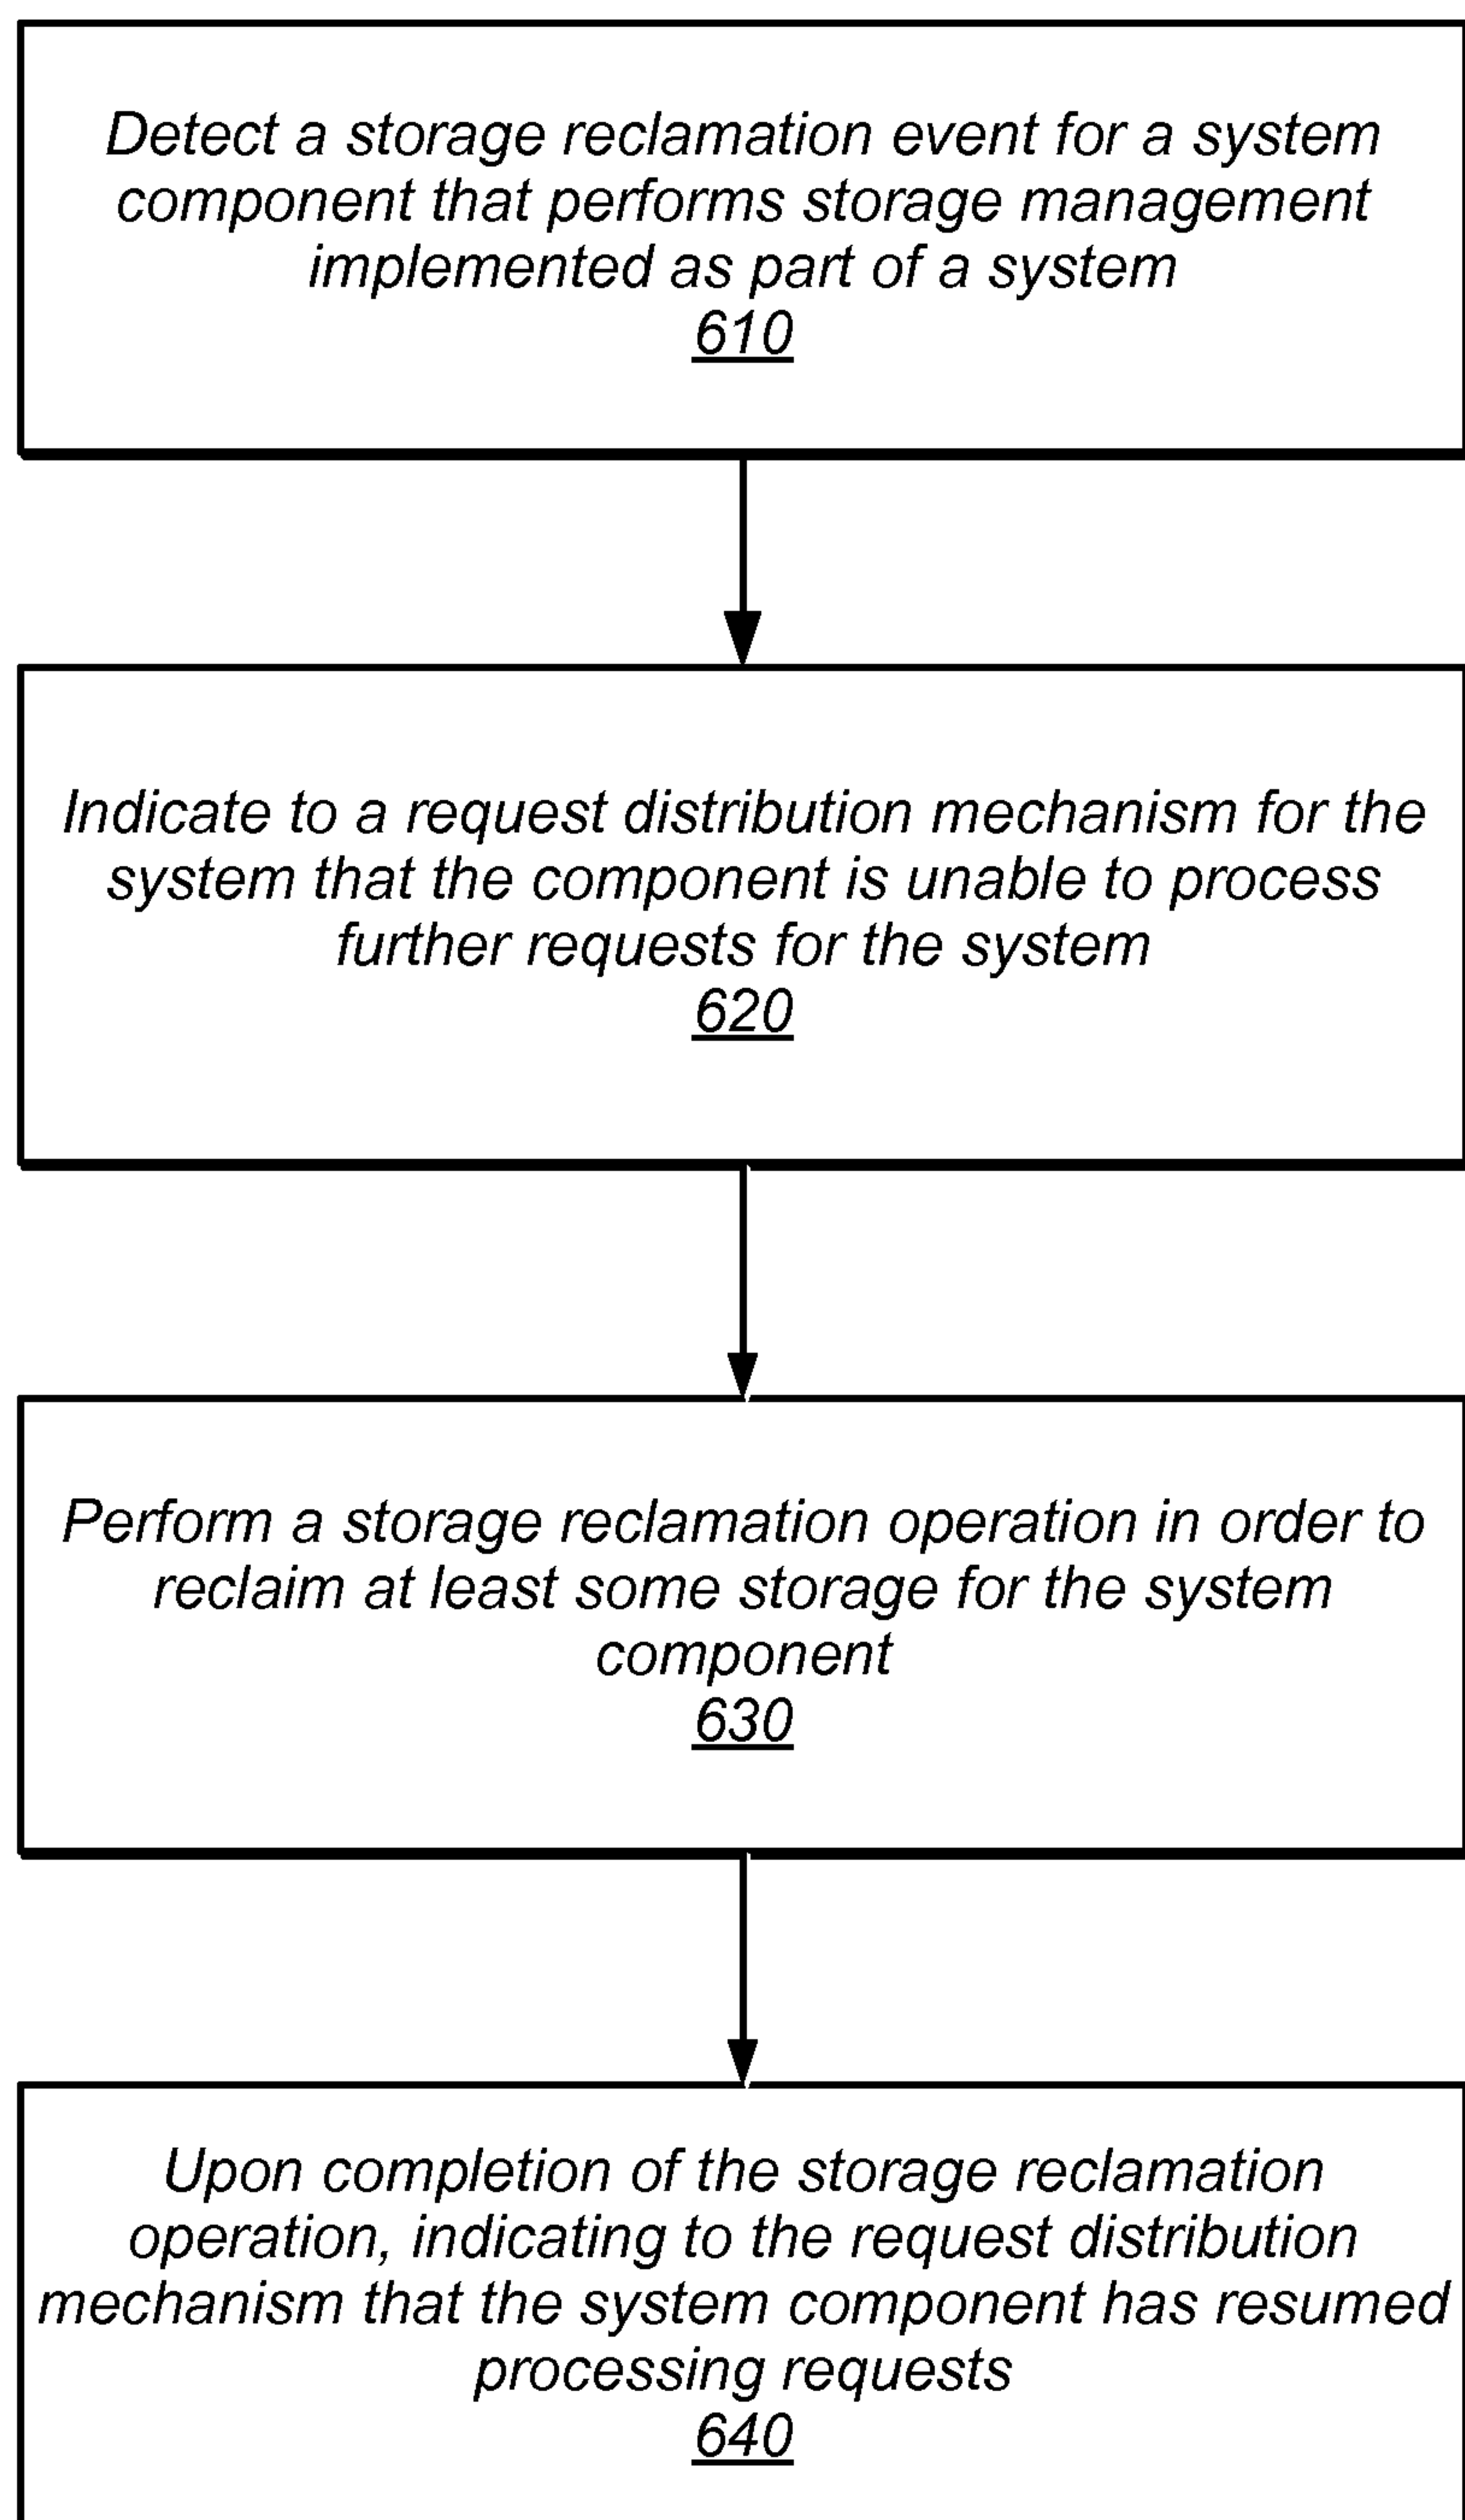 Detect a storage reclamation event for a system
component that performs storage management
implemented as part of a system
610
Indicate to a request distribution mechanism for the
system that the component is unable to process
further requests for the system
620
Perform a storage reclamation operation in order to
reclaim at least some storage for the system
component
630
Upon completion of the storage reclamation
operation, indicating to the request distribution
mechanism that the system component has resumed
processing requests
640